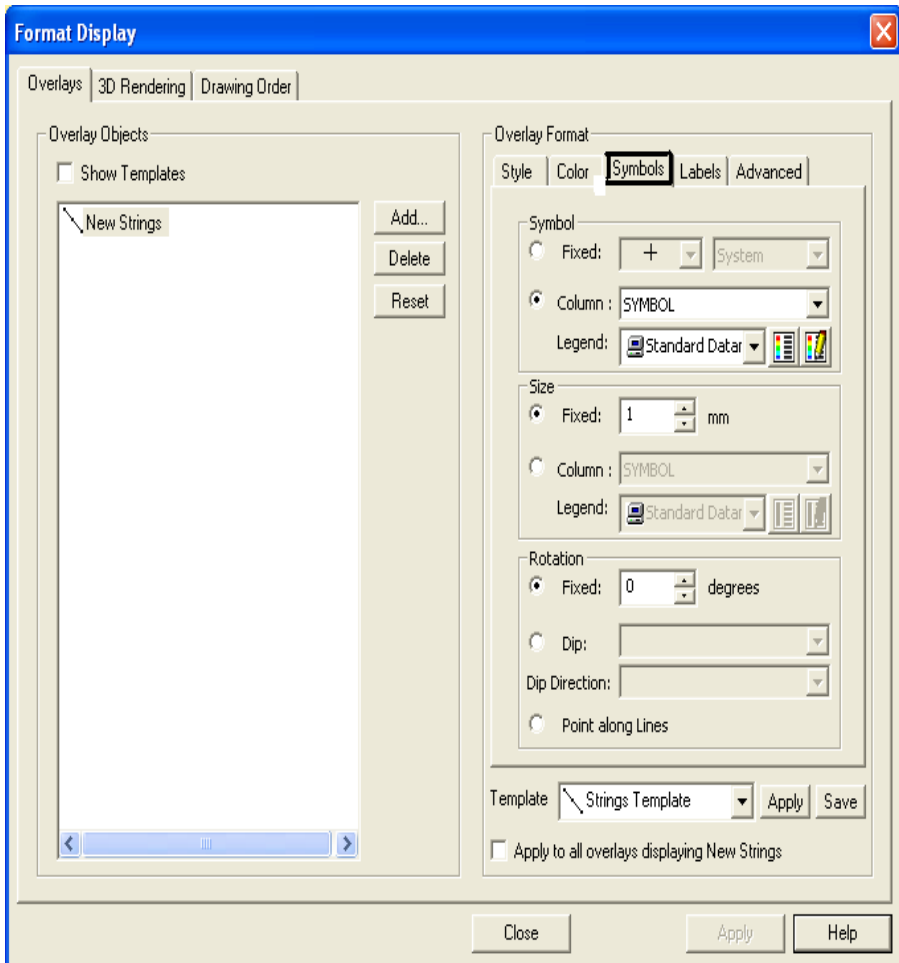 Format Display
Overlays 3D Rendering Drawing Order
Overlay Objects
Show Templates
New Strings
Add...
Delete
Reset
Overlay Format
Style Color Symbols Labels Advanced
Symbol
Fixed: + System
Column : SYMBOL
Legend: Standard Datar
Size
Fixed: 1 mm
Column : SYMBOL
Legend: Standard Datar
Rotation
Fixed: 0 degrees
Dip:
Dip Direction:
Point along Lines
Template Strings Template Apply Save
Apply to all overlays displaying New Strings
Close Apply Help